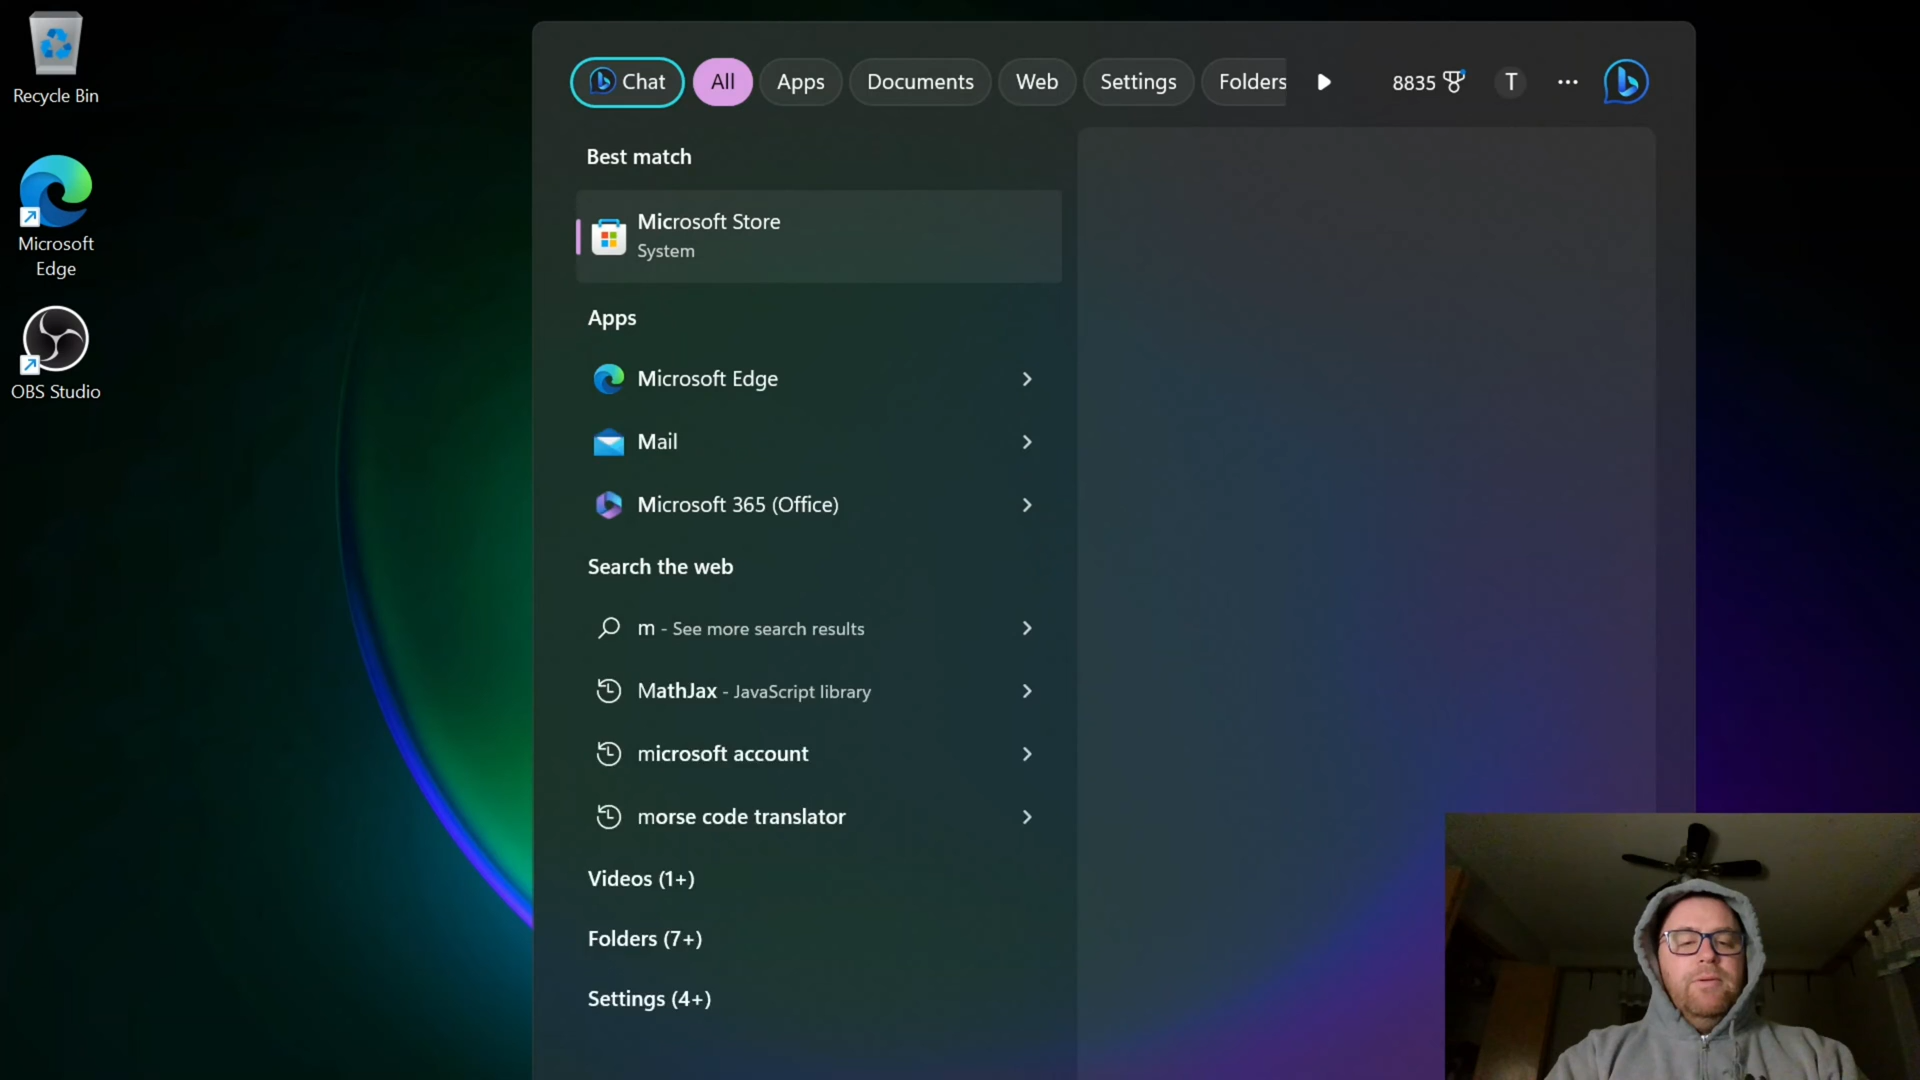 Recycle Bin
Microsoft
Edge
OBS Studio
Chat
All
Apps
Documents
Web
Settings
Folders
8835
T
Best match
Microsoft Store
System
Apps
Microsoft Edge
Mail
Microsoft 365 (Office)
Search the web
m - See more search results
MathJax - JavaScript library
microsoft account
morse code translator
Videos (1+)
Folders (7+)
Settings (4+)